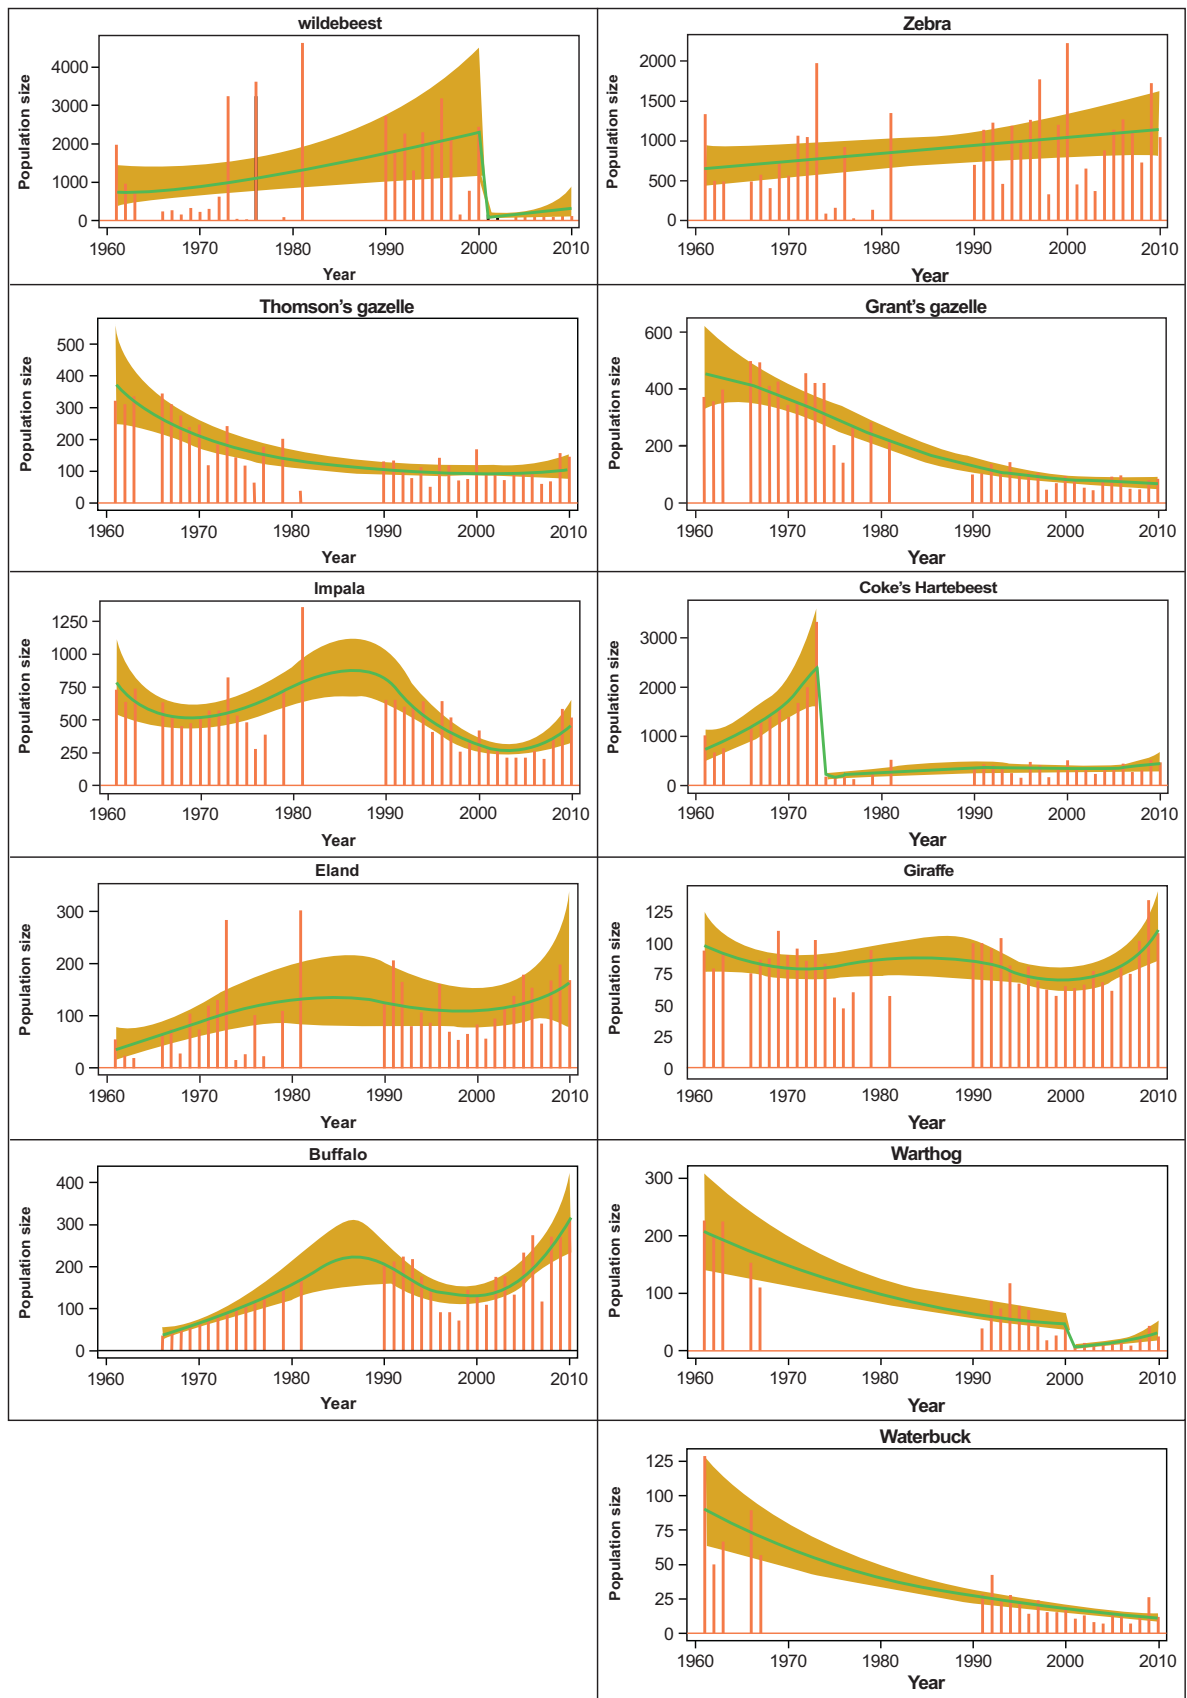 wildebeest
Population size
4000
3000
2000
1000
0
1960 1970 1980 1990 2000 2010
Year
Zebra
Population size
2000
1500
1000
500
0
1960 1970 1980 1990 2000 2010
Year
Thomson's gazelle
Population size
500
400
300
200
100
0
1960 1970 1980 1990 2000 2010
Year
Grant's gazelle
Population size
600
400
200
0
1960 1970 1980 1990 2000 2010
Year
Impala
Population size
1250
1000
750
500
250
0
1960 1970 1980 1990 2000 2010
Year
Coke's Hartebeest
Population size
3000
2000
1000
0
1960 1970 1980 1990 2000 2010
Year
Eland
Population size
300
200
100
0
1960 1970 1980 1990 2000 2010
Year
Giraffe
Population size
125
100
75
50
25
0
1960 1970 1980 1990 2000 2010
Year
Buffalo
Population size
400
300
200
100
0
1960 1970 1980 1990 2000 2010
Year
Warthog
Population size
300
200
100
0
1960 1970 1980 1990 2000 2010
Year
Waterbuck
Population size
125
100
75
50
25
0
1960 1970 1980 1990 2000 2010
Year